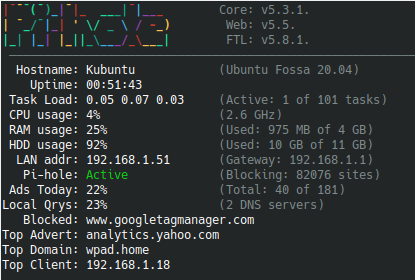 Core: v5.3.1.
Web: v5.5.
FTL: v5.8.1.
Hostname: Kubuntu (Ubuntu Fossa 20.04)
Uptime: 00:51:43
Task Load: 0.05 0.07 0.03 (Active: 1 of 101 tasks)
CPU usage: 4% (2.6 GHz)
RAM usage: 25% (Used: 975 MB of 4 GB)
HDD usage: 92% (Used: 10 GB of 11 GB)
LAN addr: 192.168.1.51 (Gateway: 192.168.1.1)
Pi-hole: Active (Blocking: 82076 sites)
Ads Today: 22% (Total: 40 of 181)
Local Qrys: 23% (2 DNS servers)
Blocked: www.googletagmanager.com
Top Advert: analytics.yahoo.com
Top Domain: wpad.home
Top Client: 192.168.1.18